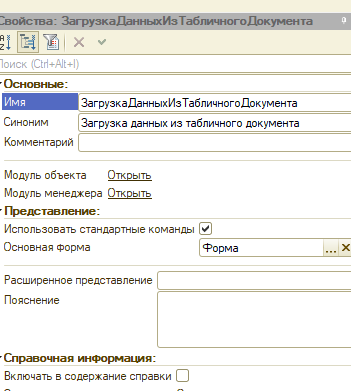 Свойства: ЗагрузкаДанныхИзТабличногоДокумента
Поиск (Ctrl+Alt+I)
Основные:
Имя ЗагрузкаДанныхИзТабличногоДокумента
Синоним Загрузка данных из табличного документа
Комментарий
Модуль объекта Открыть
Модуль менеджера Открыть
Представление:
Использовать стандартные команды
Основная форма Форма ...
Расширенное представление
Пояснение
Справочная информация:
Включать в содержание справки